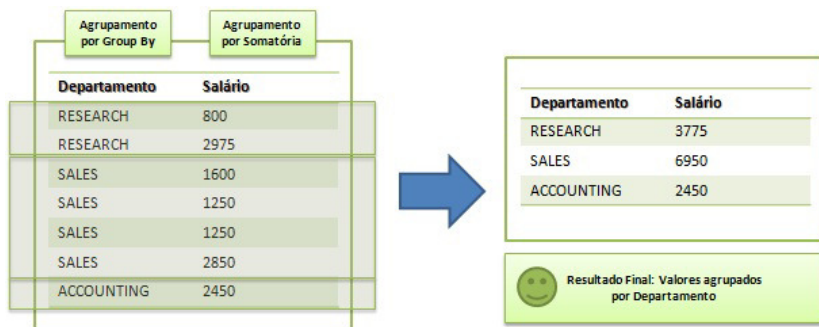 Agrupamento
por Group By
Agrupamento
por Somatória
Departamento Salário
RESEARCH 800
RESEARCH 2975
SALES 1600
SALES 1250
SALES 1250
SALES 2850
ACCOUNTING 2450
Departamento Salário
RESEARCH 3775
SALES 6950
ACCOUNTING 2450
Resultado Final: Valores agrupados
por Departamento